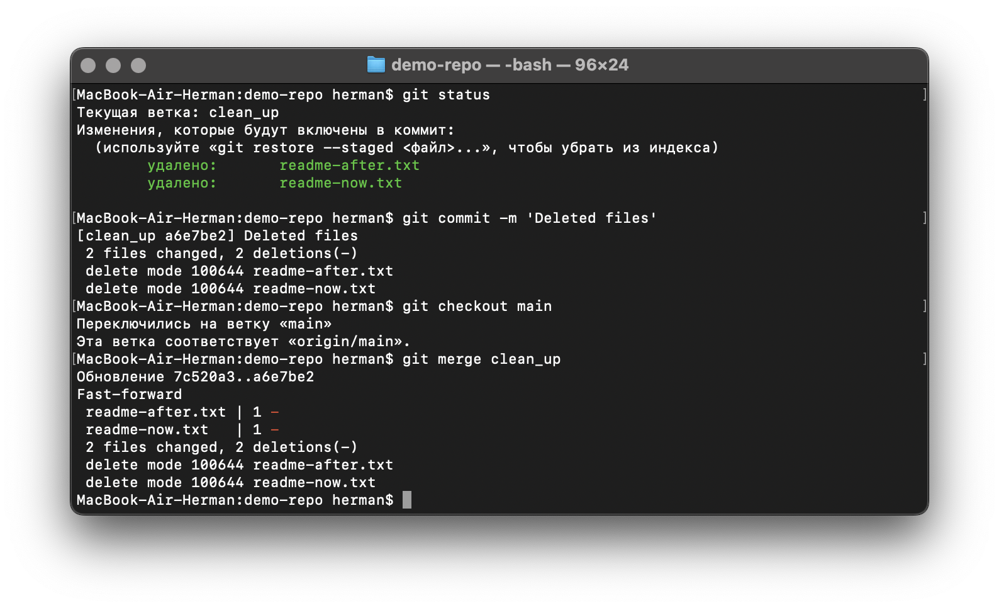 demo-repo — -bash — 96×24
[MacBook-Air-Herman:demo-repo herman$ git status ]
Текущая ветка: clean_up
Изменения, которые будут включены в коммит:
  (используйте «git restore --staged <файл>...», чтобы убрать из индекса)
        удалено:       readme-after.txt
        удалено:       readme-now.txt
[MacBook-Air-Herman:demo-repo herman$ git commit -m 'Deleted files' ]
[clean_up a6e7be2] Deleted files
 2 files changed, 2 deletions(-)
 delete mode 100644 readme-after.txt
 delete mode 100644 readme-now.txt
[MacBook-Air-Herman:demo-repo herman$ git checkout main ]
Переключились на ветку «main»
Эта ветка соответствует «origin/main».
[MacBook-Air-Herman:demo-repo herman$ git merge clean_up ]
Обновление 7c520a3..a6e7be2
Fast-forward
 readme-after.txt | 1 -
 readme-now.txt   | 1 -
 2 files changed, 2 deletions(-)
 delete mode 100644 readme-after.txt
 delete mode 100644 readme-now.txt
MacBook-Air-Herman:demo-repo herman$